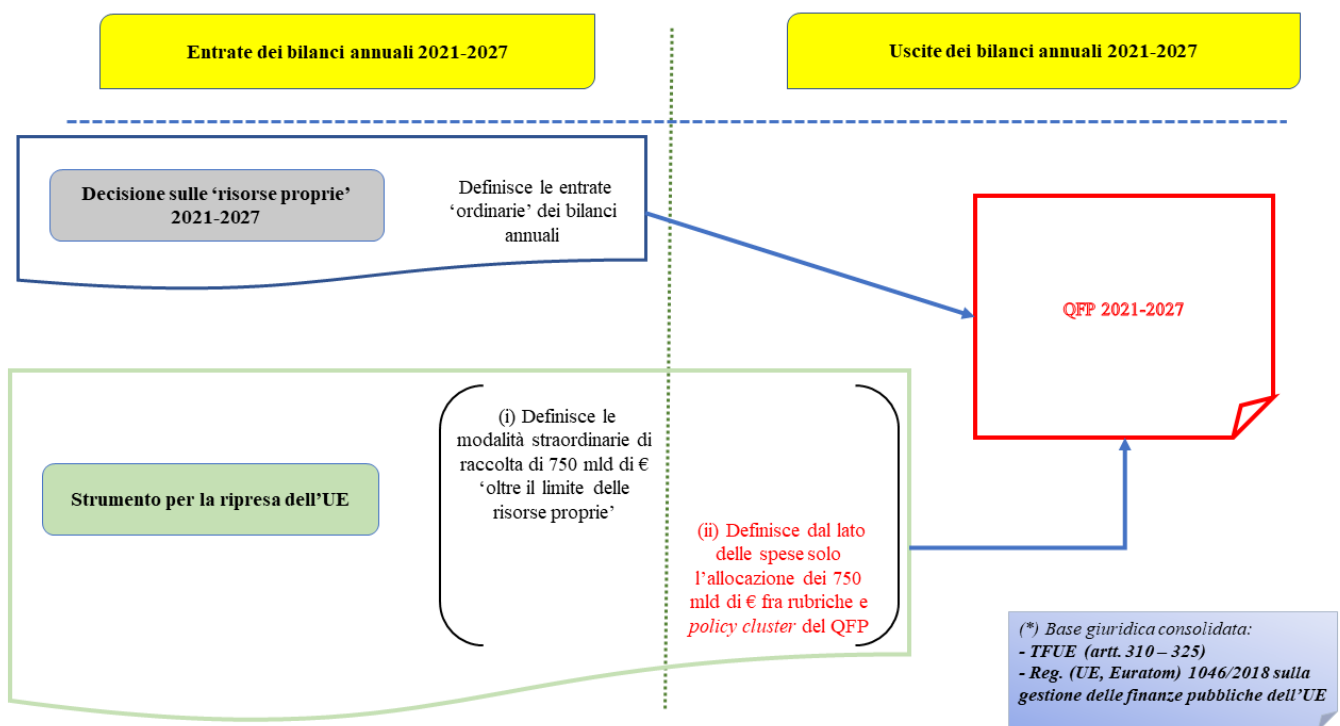 Entrate dei bilanci annuali 2021-2027
Uscite dei bilanci annuali 2021-2027
Decisione sulle ‘risorse proprie’
2021-2027
Definisce le entrate
‘ordinarie’ dei bilanci
annuali
QFP 2021-2027
Strumento per la ripresa dell’UE
(i) Definisce le
modalità straordinarie di
raccolta di 750 mld di €
‘oltre il limite delle
risorse proprie’
(ii) Definisce dal lato
delle spese solo
l’allocazione dei 750
mld di € fra rubriche e
policy cluster del QFP
(*) Base giuridica consolidata:
- TFUE (artt. 310 – 325)
- Reg. (UE, Euratom) 1046/2018 sulla
gestione delle finanze pubbliche dell’UE